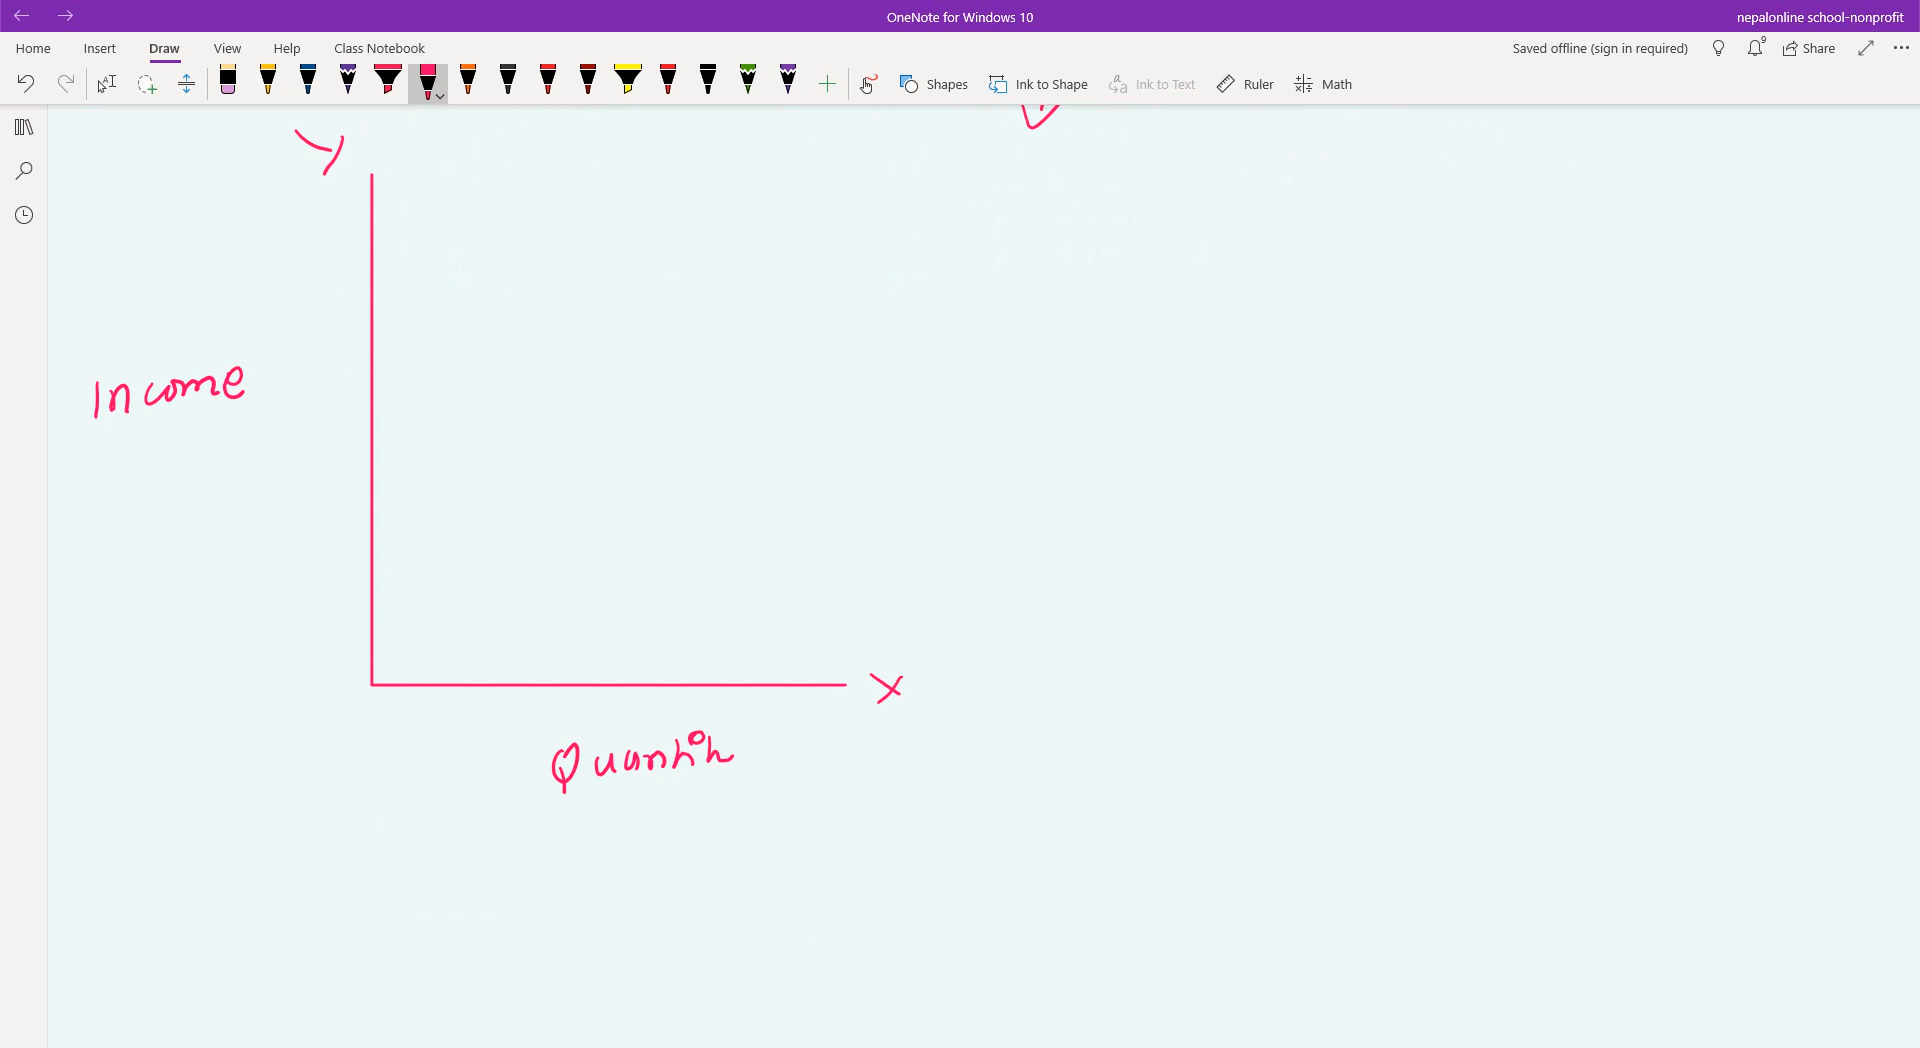 OneNote for Windows 10
nepalonline school-nonprofit
Home Insert Draw View Help Class Notebook
Saved offline (sign in required) 9 Share
Shapes Ink to Shape Ink to Text Ruler Math
Y
Income
X